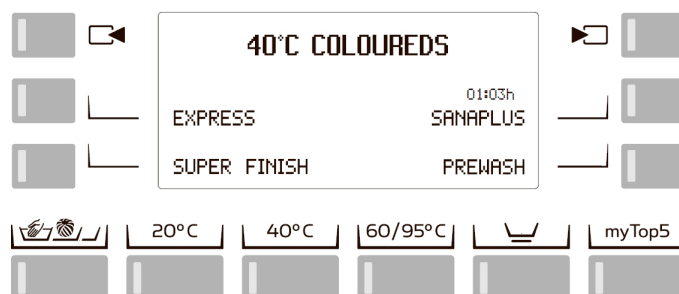 40°C COLOUREDS
01:03h
EXPRESS SANAPLUS
SUPER FINISH PREWASH
20°C 40°C 60/95°C myTop5